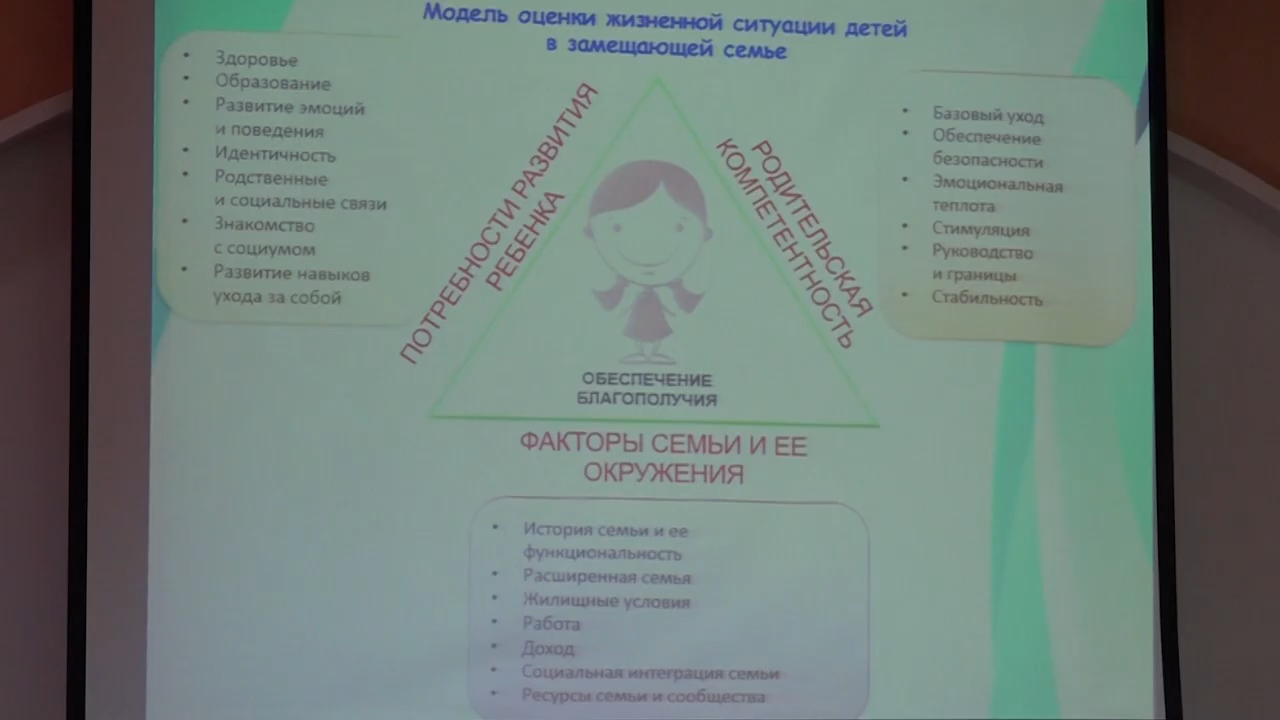 Модель оценки жизненной ситуации детей
в замещающей семье
• Здоровье
• Образование
• Развитие эмоций
и поведения
• Идентичность
• Родственные
и социальные связи
• Знакомство
с социумом
• Развитие навыков
ухода за собой
ПОТРЕБНОСТИ РАЗВИТИЯ
РЕБЕНКА
РОДИТЕЛЬСКАЯ
КОМПЕТЕНТНОСТЬ
• Базовый уход
• Обеспечение
безопасности
• Эмоциональная
теплота
• Стимуляция
• Руководство
и границы
• Стабильность
ОБЕСПЕЧЕНИЕ
БЛАГОПОЛУЧИЯ
ФАКТОРЫ СЕМЬИ И ЕЕ
ОКРУЖЕНИЯ
• История семьи и ее
функциональность
• Расширенная семья
• Жилищные условия
• Работа
• Доход
• Социальная интеграция семьи
• Ресурсы семьи и сообщества